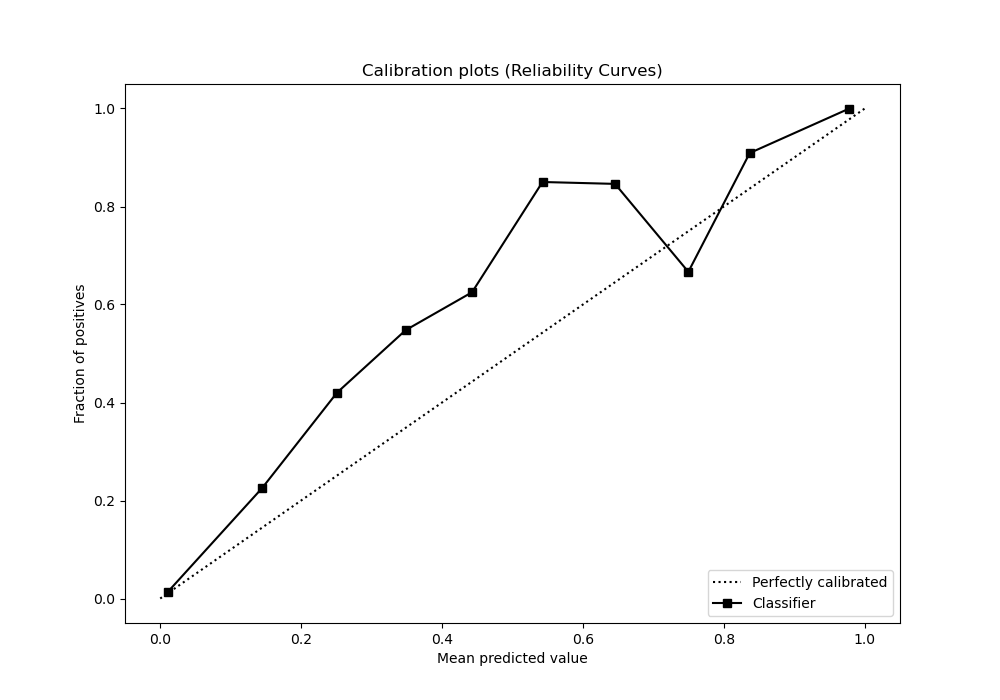 Calibration plots (Reliability Curves)
Fraction of positives
1.0
0.8
0.6
0.4
0.2
0.0
0.0 0.2 0.4 0.6 0.8 1.0
Mean predicted value
Perfectly calibrated
Classifier